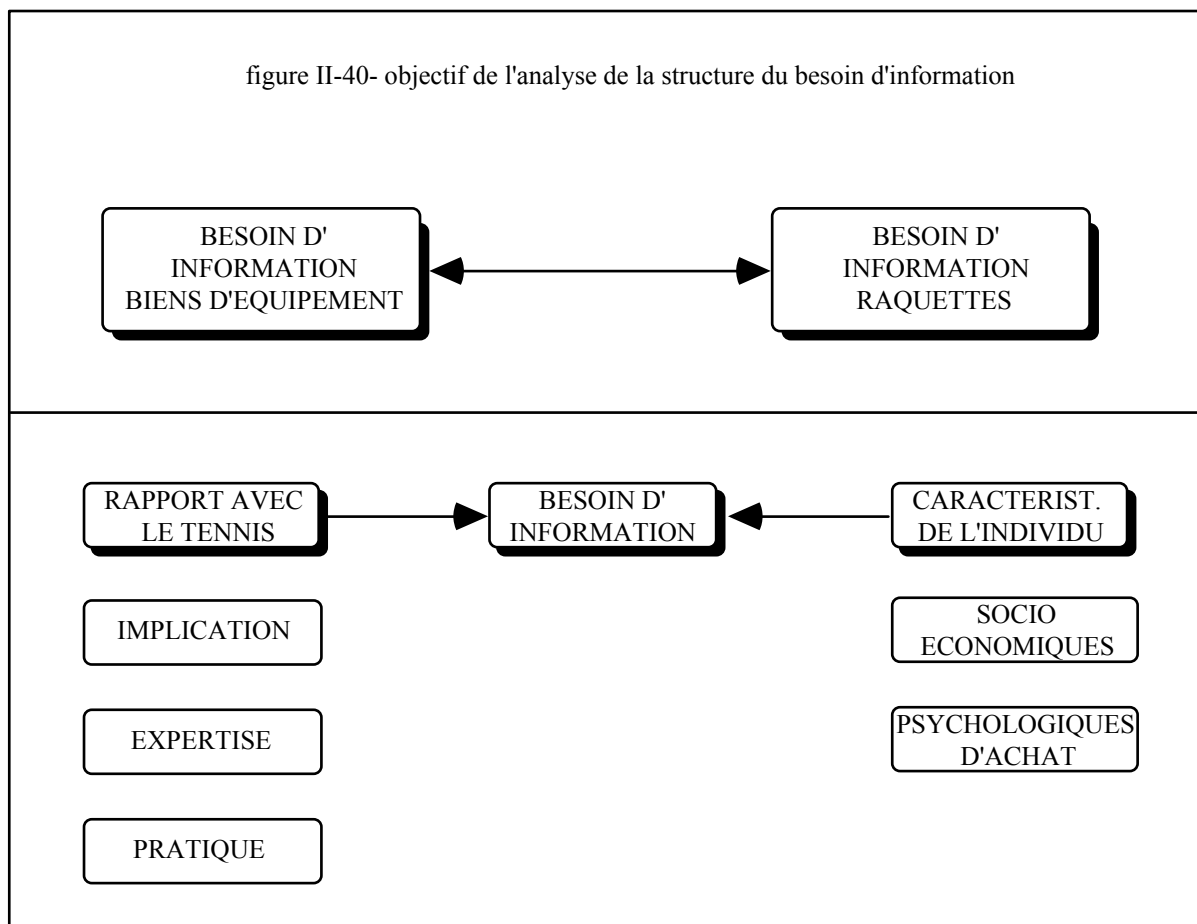 figure II-40- objectif de l'analyse de la structure du besoin d'information
BESOIN D'
INFORMATION
BIENS D'EQUIPEMENT
BESOIN D'
INFORMATION
RAQUETTES
RAPPORT AVEC
LE TENNIS
BESOIN D'
INFORMATION
CARACTERIST.
DE L'INDIVIDU
IMPLICATION
SOCIO
ECONOMIQUES
EXPERTISE
PSYCHOLOGIQUES
D'ACHAT
PRATIQUE